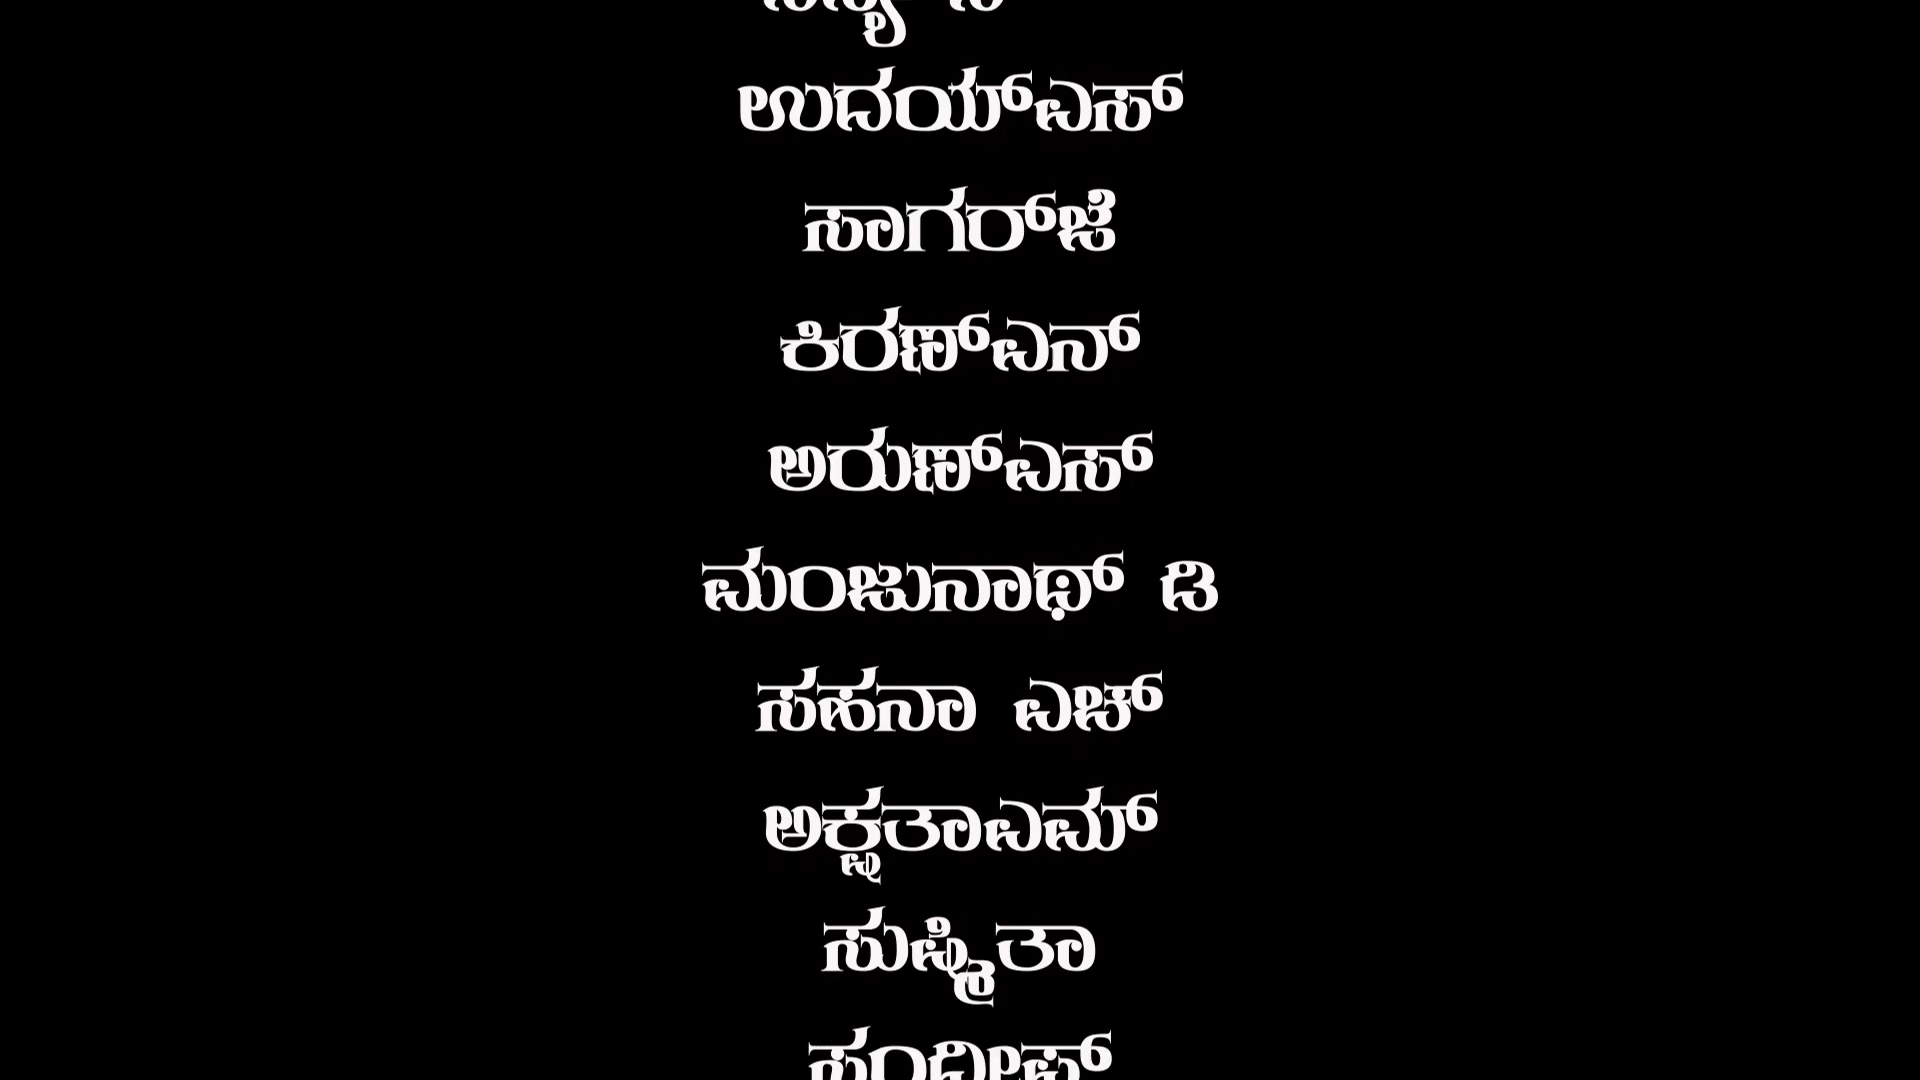 ಉದಯ್‌ಎಸ್
ಸಾಗರ್‌ಜೆ
ಕಿರಣ್‌ಎನ್
ಅರುಣ್‌ಎಸ್
ಮಂಜುನಾಥ್ ಡಿ
ಸಹನಾ ಎಚ್
ಅಕ್ಷತಾಎಮ್
ಸುಷ್ಮಿತಾ
ಸಂದೀಪ್